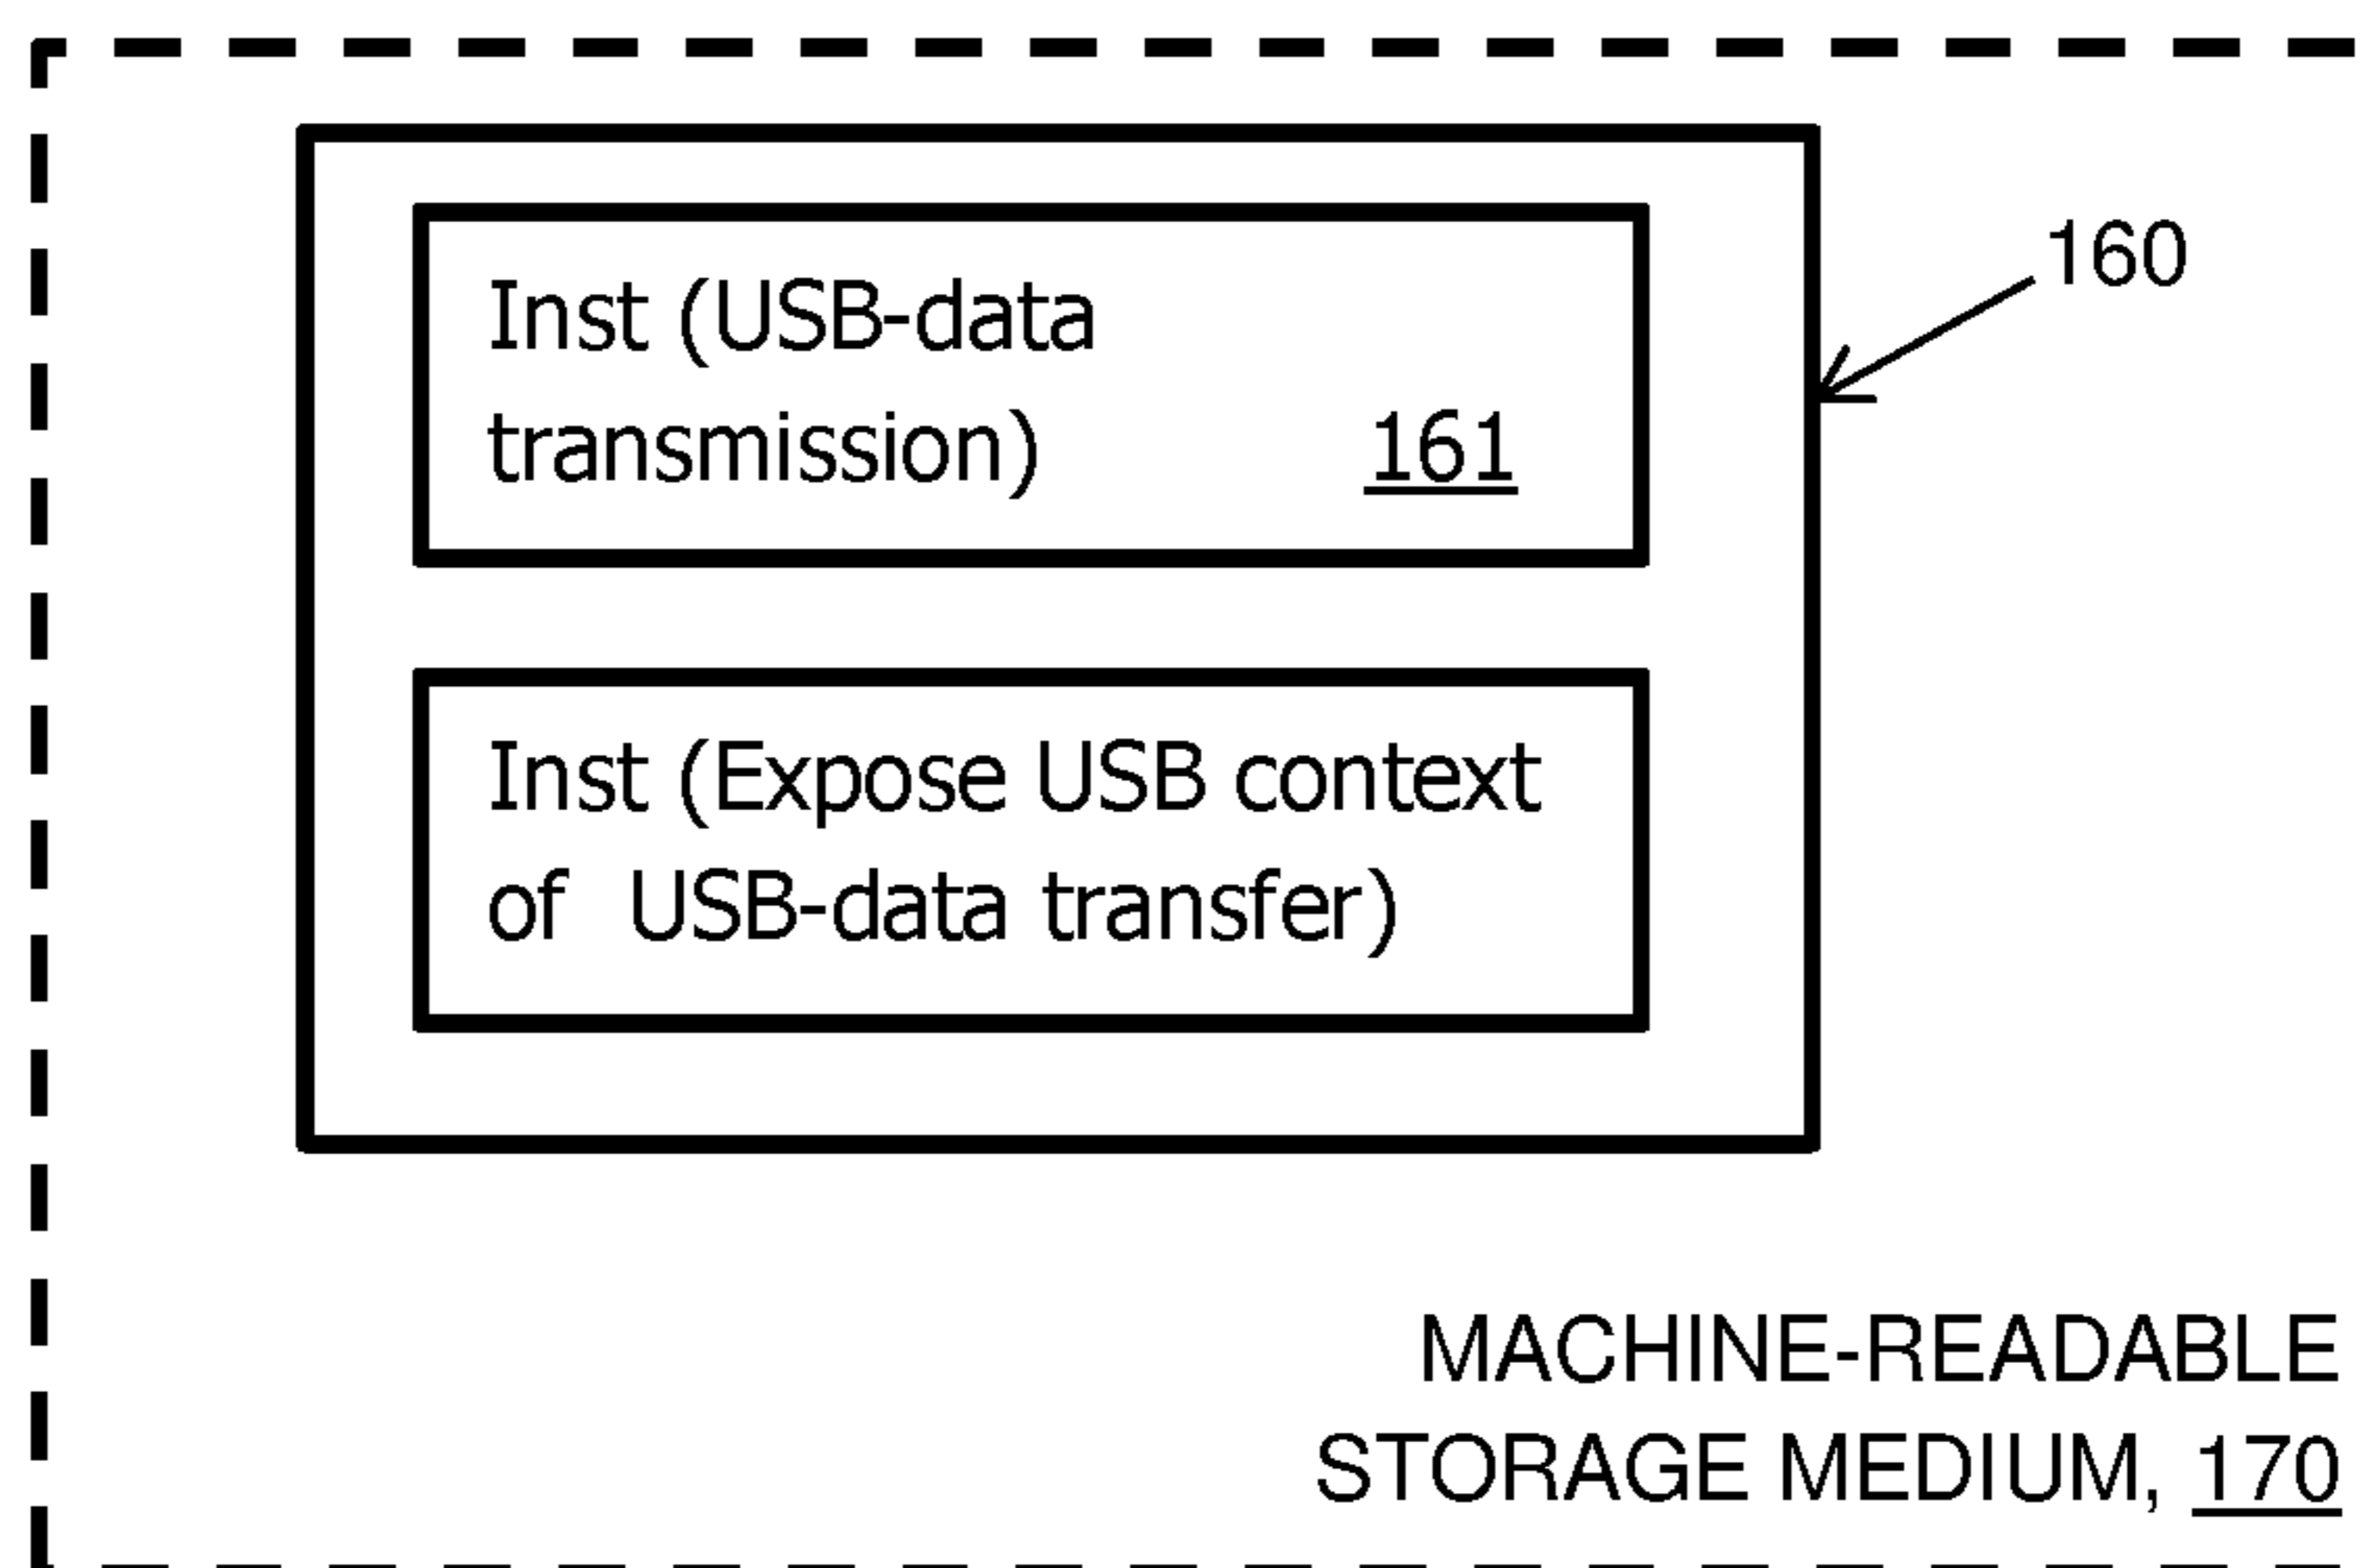 Inst (USB-data
transmission) 161
160
Inst (Expose USB context
of USB-data transfer)
MACHINE-READABLE
STORAGE MEDIUM, 170